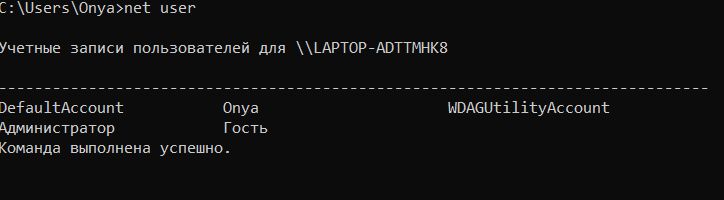 C:\Users\Onya>net user
Учетные записи пользователей для \\LAPTOP-ADTTMHK8
-------------------------------------------------------------------------------
DefaultAccount           Onya                     WDAGUtilityAccount
Администратор            Гость
Команда выполнена успешно.